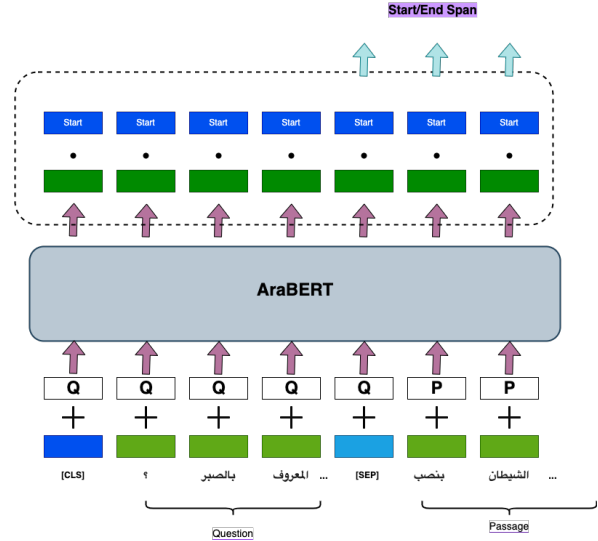 Start/End Span
Start Start Start Start Start Start Start
AraBERT
Q Q Q Q Q P P
[CLS] ؟ بالصبر المعروف ... [SEP] بنصب الشيطان ...
Question
Passage